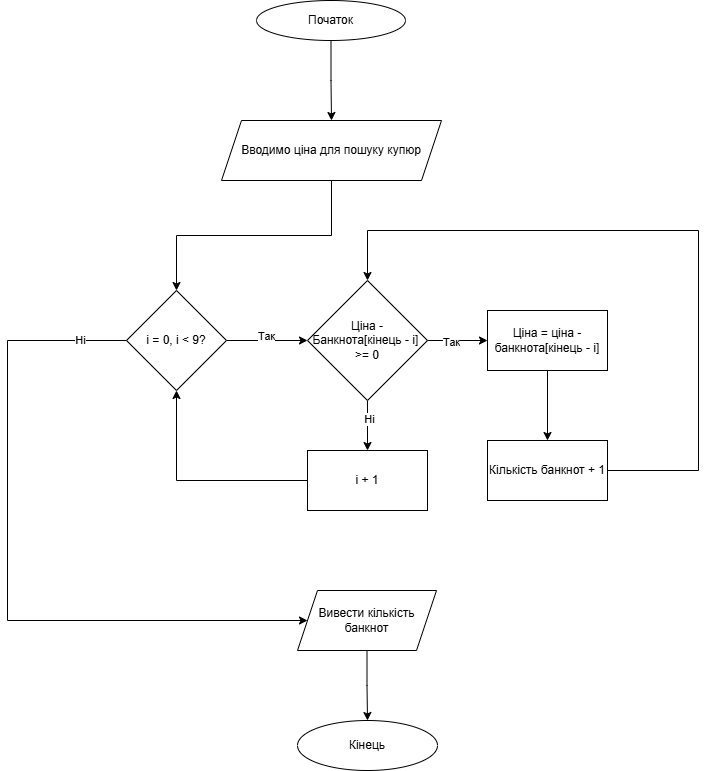 Початок
Вводимо ціна для пошуку купюр
i = 0, i < 9?
Так
Ні
Ціна -
Банкнота[кінець - i]
>= 0
Так
Ціна = ціна -
банкнота[кінець - i]
Ні
i + 1
Кількість банкнот + 1
Вивести кількість
банкнот
Кінець